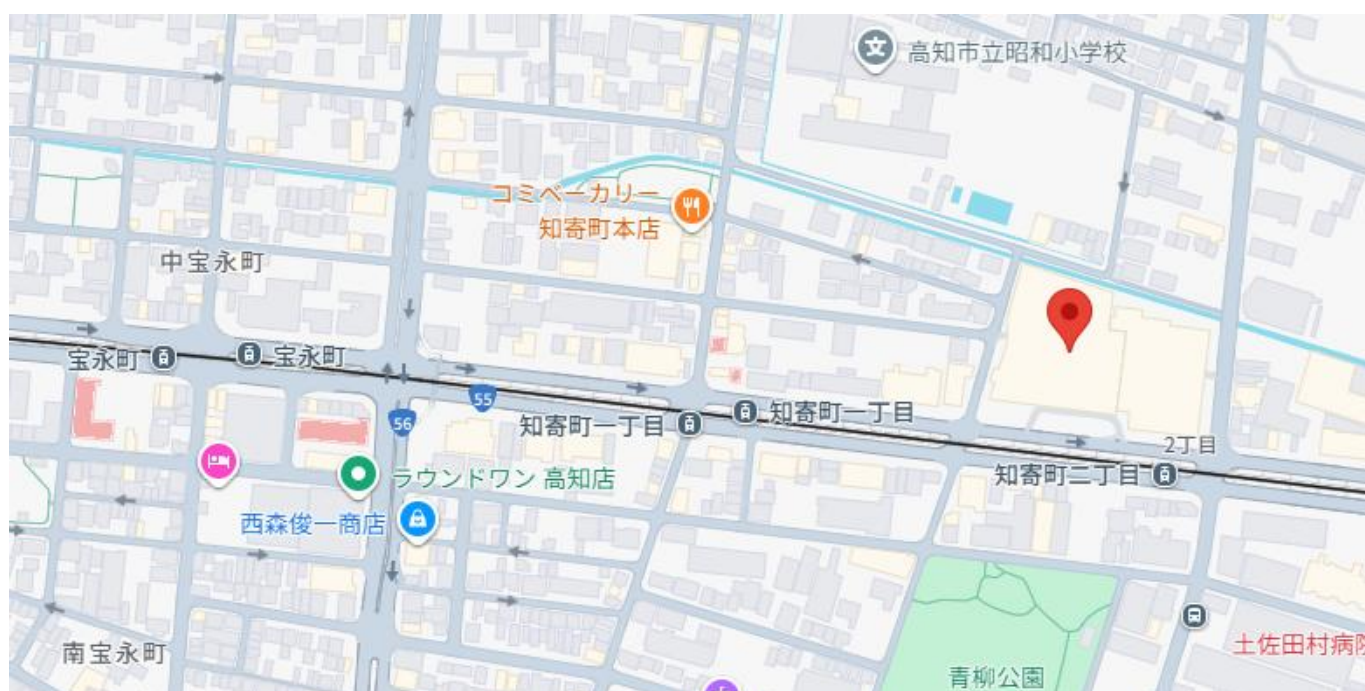 高知市立昭和小学校
コミベーカリー
知寄町本店
中宝永町
宝永町
宝永町
55
56
知寄町一丁目
知寄町一丁目
2丁目
知寄町二丁目
ラウンドワン 高知店
西森俊一商店
南宝永町
青柳公園
土佐田村病院
文